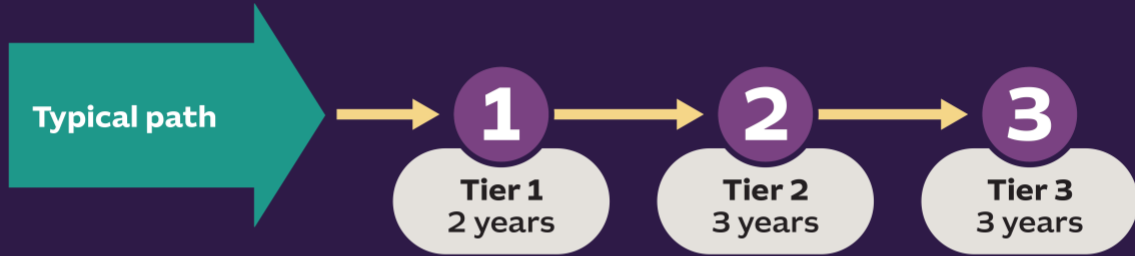 Typical path
1
2
3
Tier 1
2 years
Tier 2
3 years
Tier 3
3 years